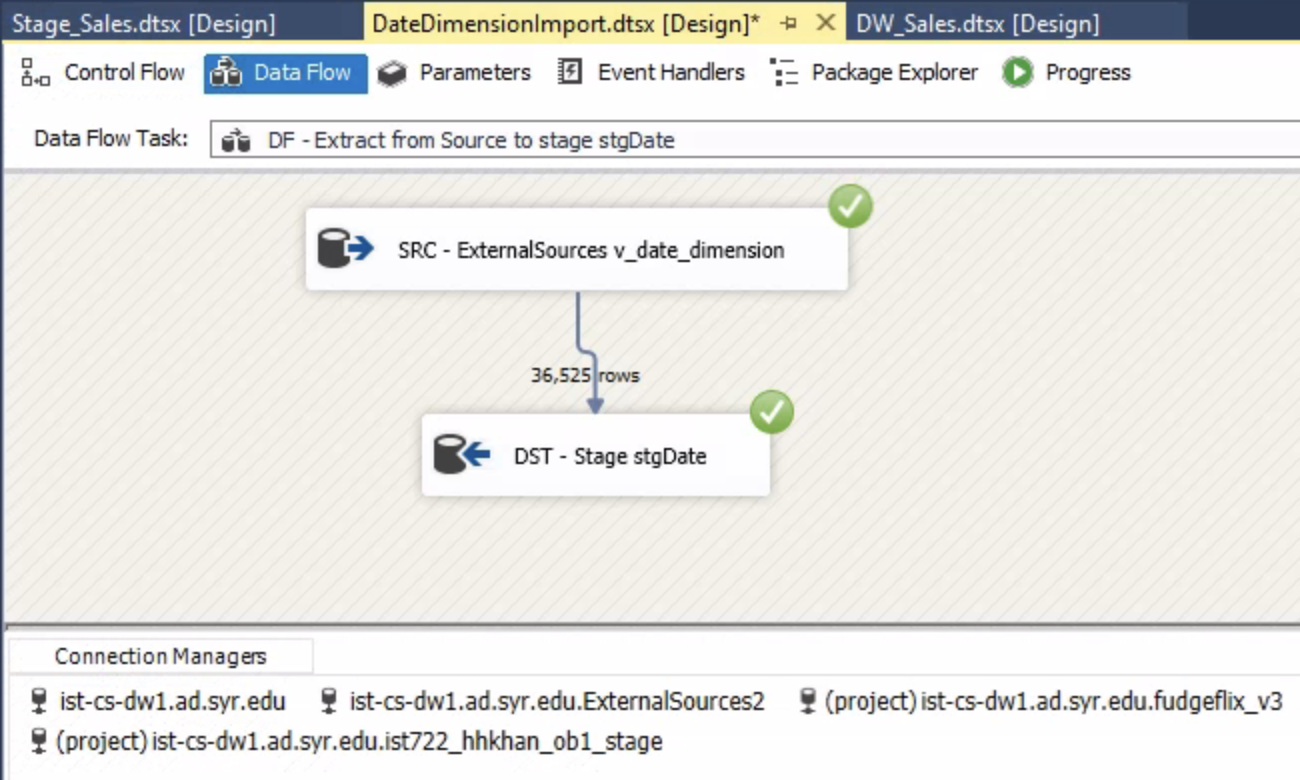 Stage_Sales.dtsx [Design] DateDimensionImport.dtsx [Design]* DW_Sales.dtsx [Design]
Control Flow Data Flow Parameters Event Handlers Package Explorer Progress
Data Flow Task: DF - Extract from Source to stage stgDate
SRC - ExternalSources v_date_dimension
36,525 rows
DST - Stage stgDate
Connection Managers
ist-cs-dw1.ad.syr.edu ist-cs-dw1.ad.syr.edu.ExternalSources2 (project) ist-cs-dw1.ad.syr.edu.fudgeflix_v3
(project) ist-cs-dw1.ad.syr.edu.ist722_hhkhan_ob1_stage